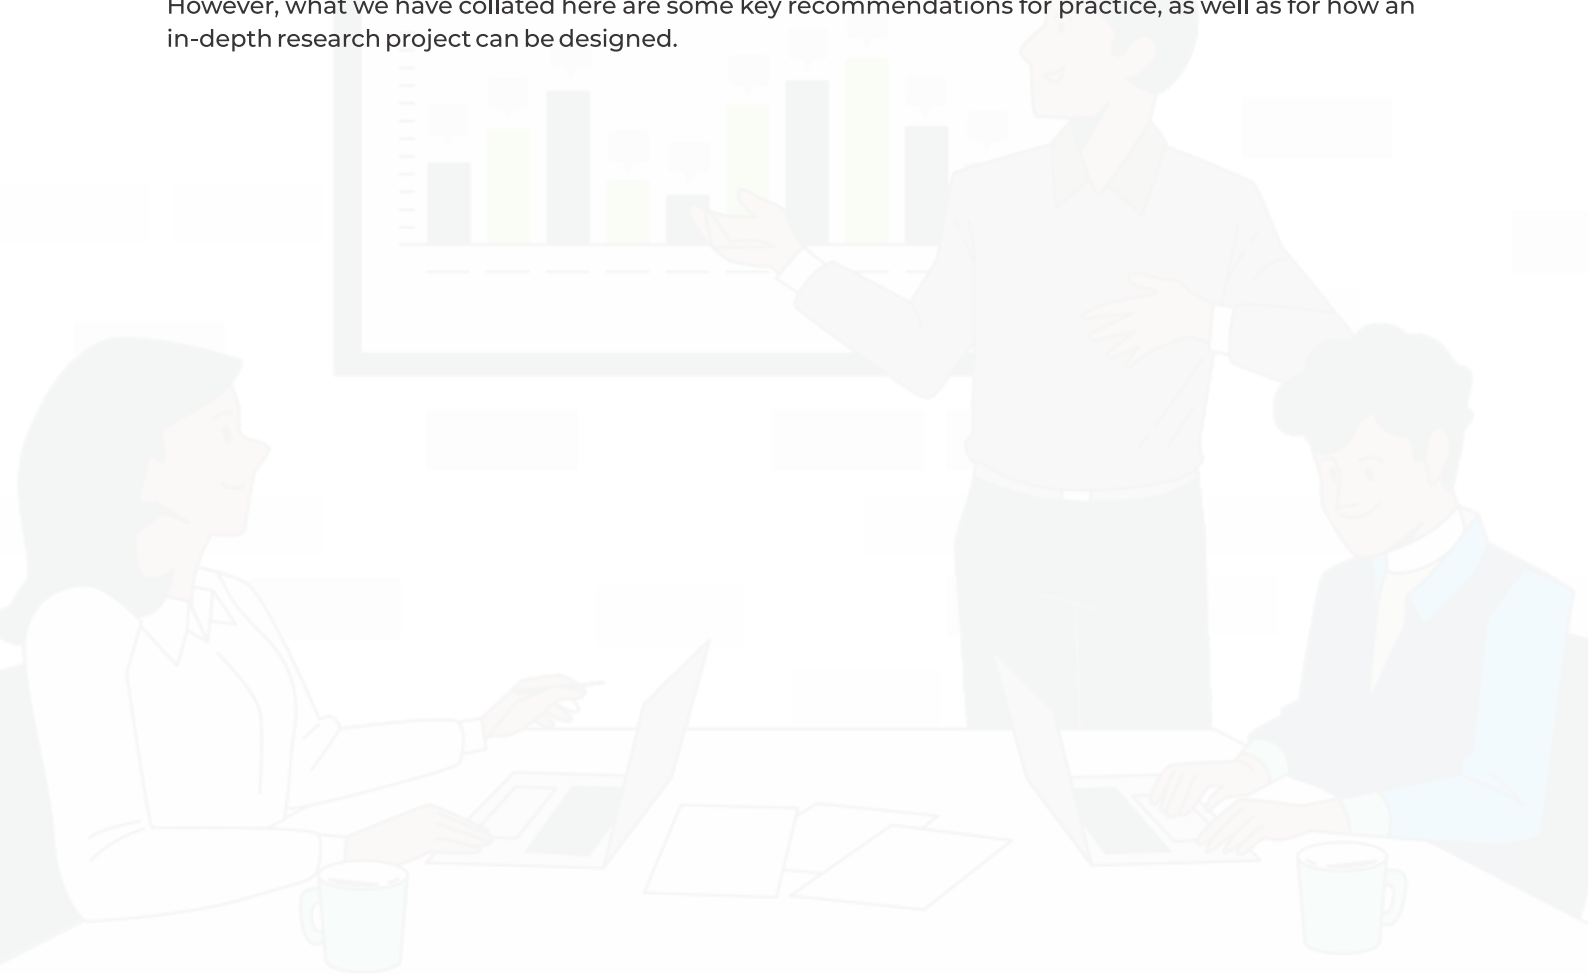 However, what we have collated here are some key recommendations for practice, as well as for how an
in-depth research project can be designed.